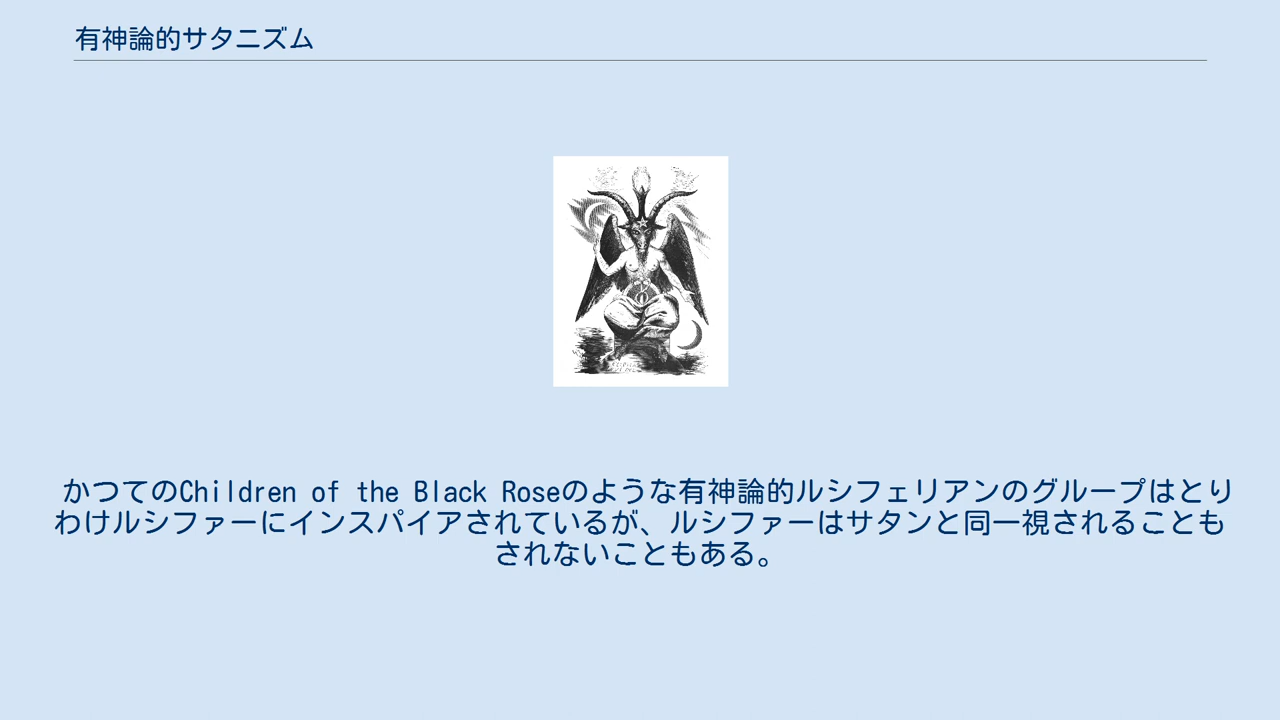 有神論的サタニズム
かつてのChildren of the Black Roseのような有神論的ルシフェリアンのグループはとり
わけルシファーにインスパイアされているが、ルシファーはサタンと同一視されることも
されないこともある。